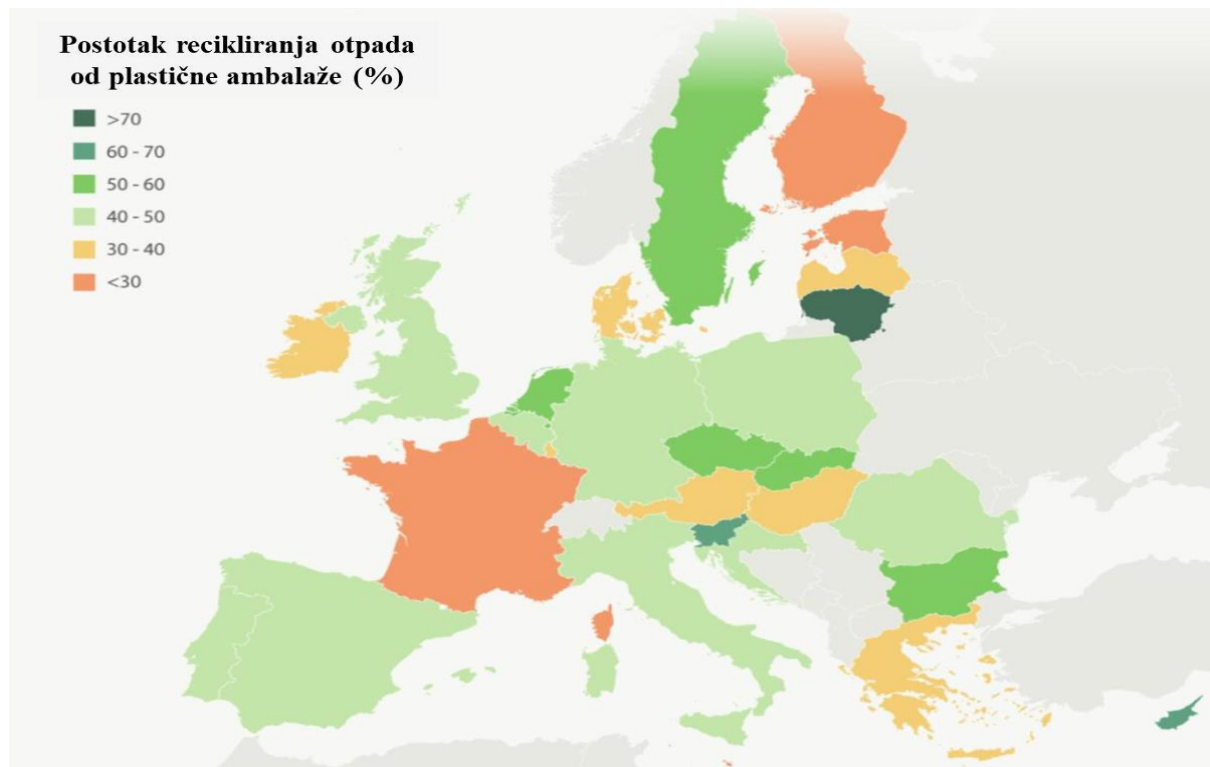 Postotak recikliranja otpada
od plastične ambalaže (%)
>70
60 - 70
50 - 60
40 - 50
30 - 40
<30